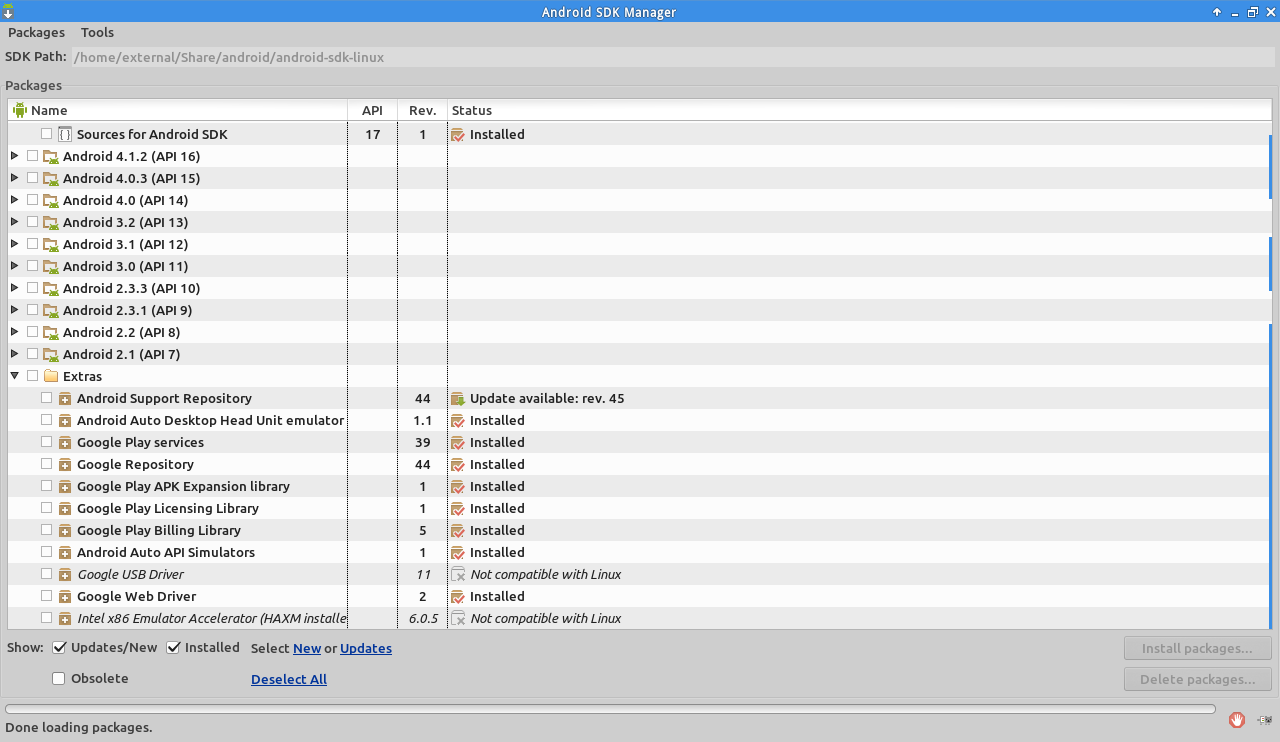 Android SDK Manager
Packages Tools
SDK Path: /home/external/Share/android/android-sdk-linux
Packages
Name API Rev. Status
Sources for Android SDK 17 1 Installed
Android 4.1.2 (API 16)
Android 4.0.3 (API 15)
Android 4.0 (API 14)
Android 3.2 (API 13)
Android 3.1 (API 12)
Android 3.0 (API 11)
Android 2.3.3 (API 10)
Android 2.3.1 (API 9)
Android 2.2 (API 8)
Android 2.1 (API 7)
Extras
Android Support Repository 44 Update available: rev. 45
Android Auto Desktop Head Unit emulator 1.1 Installed
Google Play services 39 Installed
Google Repository 44 Installed
Google Play APK Expansion library 1 Installed
Google Play Licensing Library 1 Installed
Google Play Billing Library 5 Installed
Android Auto API Simulators 1 Installed
Google USB Driver 11 Not compatible with Linux
Google Web Driver 2 Installed
Intel x86 Emulator Accelerator (HAXM installe 6.0.5 Not compatible with Linux
Show: Updates/New Installed Select New or Updates Install packages...
Obsolete Deselect All Delete packages...
Done loading packages.